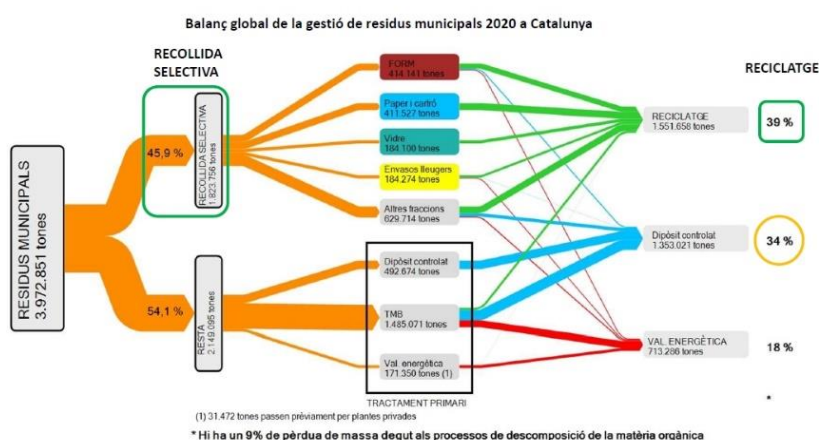 Balanç global de la gestió de residus municipals 2020 a Catalunya
RECOLLIDA
SELECTIVA
RECICLATGE
RESIDUS MUNICIPALS
3.972.851 tones
45,9 %
RECOLLIDA SELECTIVA
1.823.756 tones
54,1 %
RESTA
2.149.095 tones
FORM
414.141 tones
Paper i cartró
411.527 tones
Vidre
184.100 tones
Envasos lleugers
184.274 tones
Altres fraccions
629.714 tones
Dipòsit controlat
492.674 tones
TMB
1.485.071 tones
Val. energètica
171.350 tones (1)
TRACTAMENT PRIMARI
RECICLATGE
1.551.658 tones
39 %
Dipòsit controlat
1.353.021 tones
34 %
VAL. ENERGÈTICA
713.286 tones
18 %
*
(1) 31.472 tones passen prèviament per plantes privades
* Hi ha un 9% de pèrdua de massa degut als processos de descomposició de la matèria orgànica